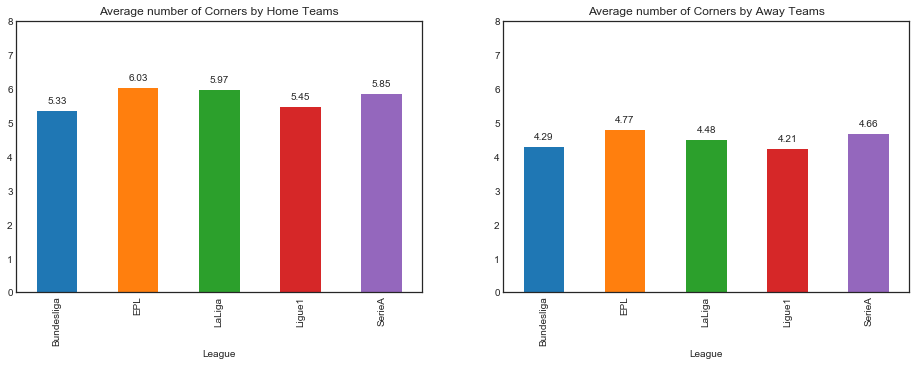 Average number of Corners by Home Teams
8
7
6
5
4
3
2
1
0
5.33
6.03
5.97
5.45
5.85
Bundesliga
EPL
LaLiga
Ligue1
SerieA
League
Average number of Corners by Away Teams
8
7
6
5
4
3
2
1
0
4.29
4.77
4.48
4.21
4.66
Bundesliga
EPL
LaLiga
Ligue1
SerieA
League